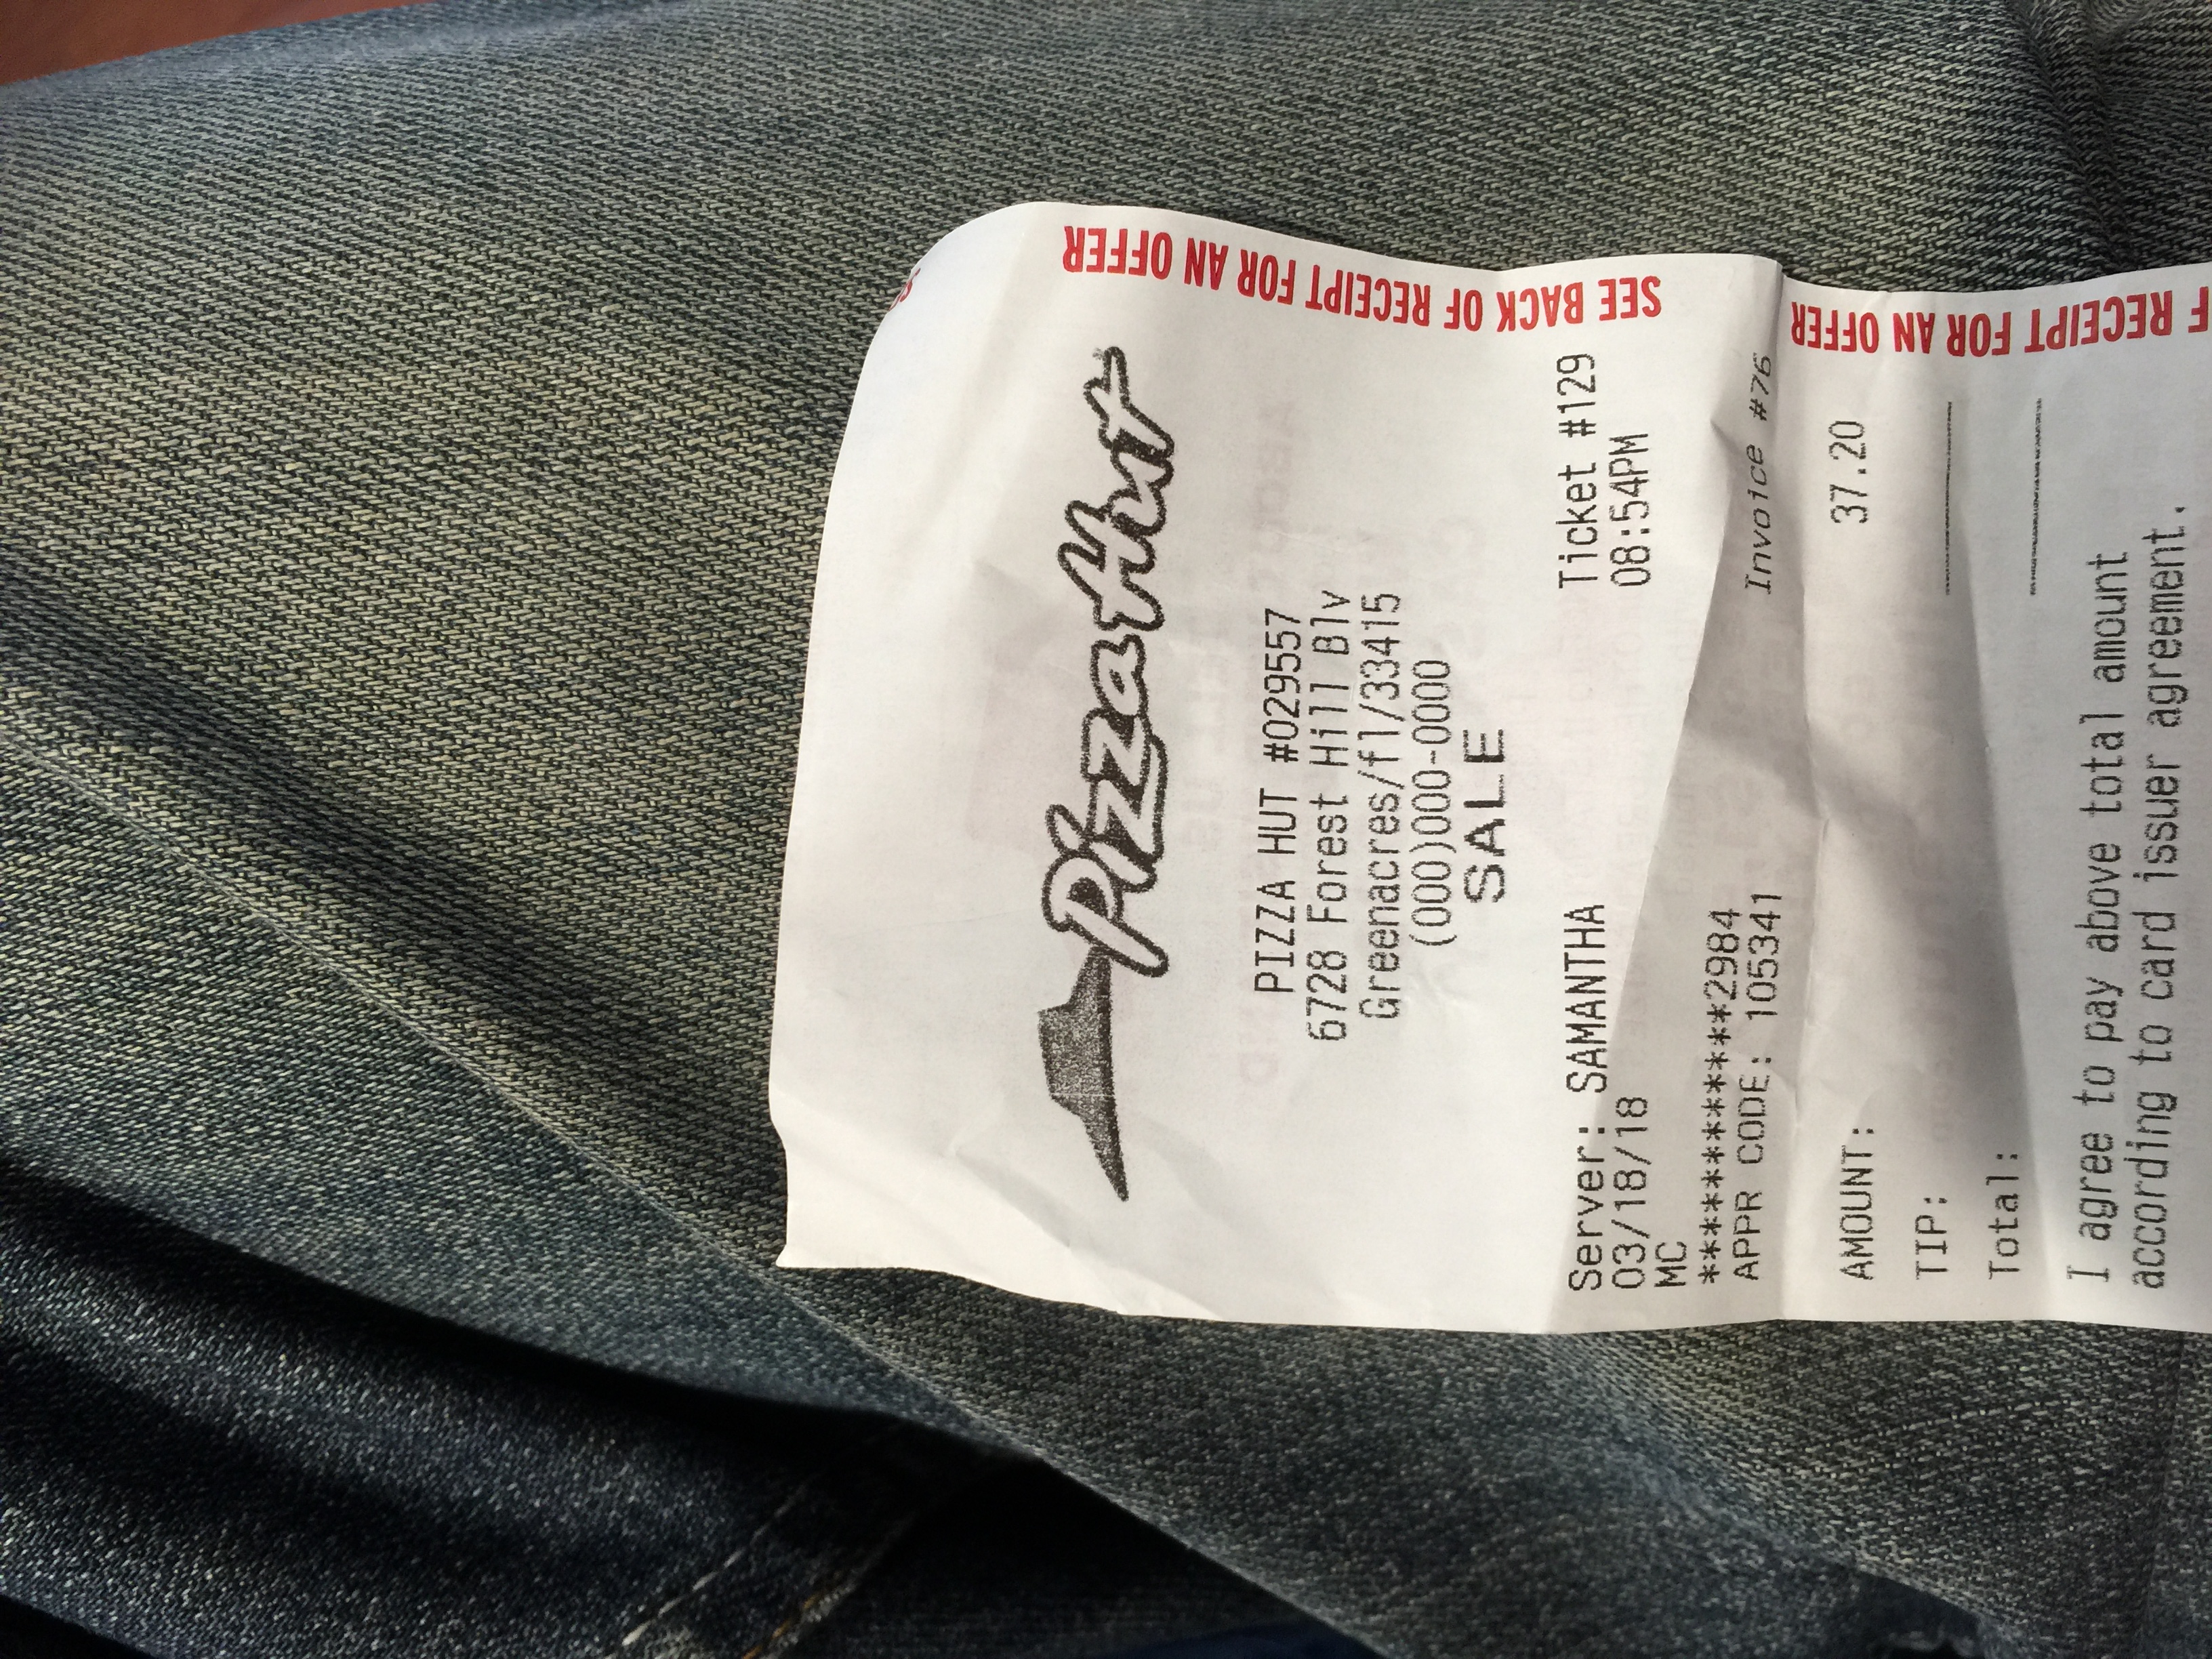 Pizza Hut
PIZZA HUT #029557
6728 Forest Hill Blv
Greenacres/fl/33415
(000)000-0000
SALE
Server: SAMANTHA Ticket #129
03/18/18 08:54PM
MC
************2984 Invoice #76
APPR CODE: 105341
AMOUNT: 37.20
TIP:
Total:
I agree to pay above total amount
according to card issuer agreement.
SEE BACK OF RECEIPT FOR AN OFFER
F RECEIPT FOR AN OFFER